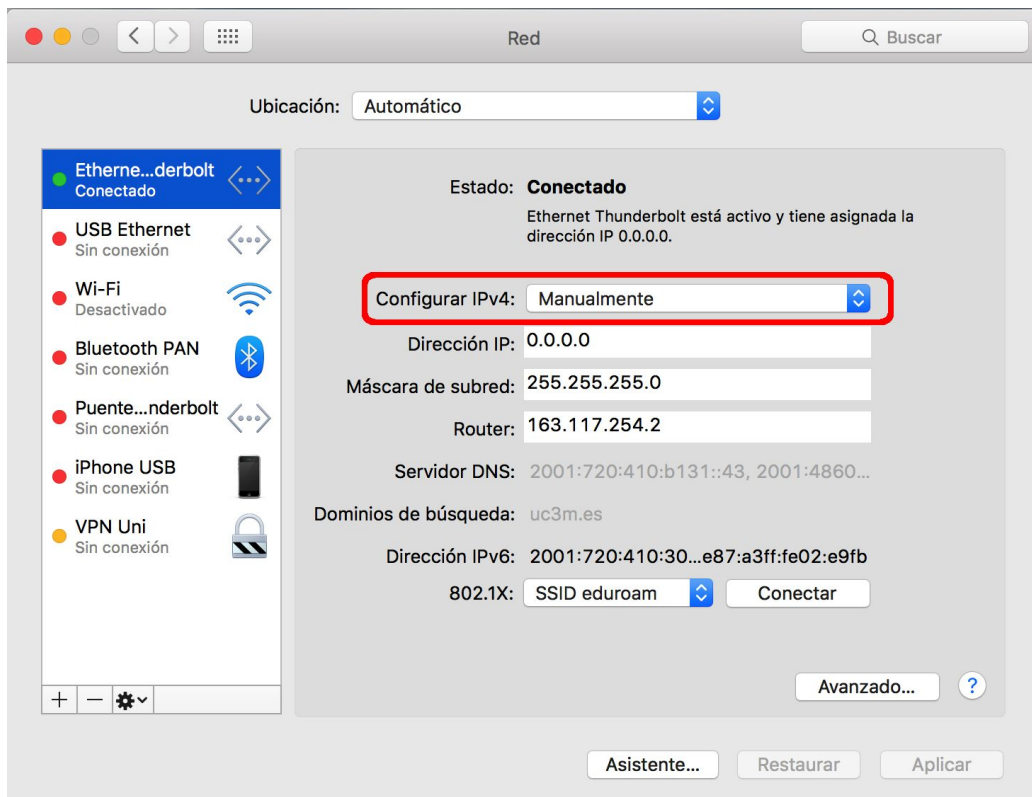 Red
Buscar
Ubicación: Automático
Etherne...derbolt
Conectado
USB Ethernet
Sin conexión
Wi-Fi
Desactivado
Bluetooth PAN
Sin conexión
Puente...nderbolt
Sin conexión
iPhone USB
Sin conexión
VPN Uni
Sin conexión
Estado: Conectado
Ethernet Thunderbolt está activo y tiene asignada la
dirección IP 0.0.0.0.
Configurar IPv4: Manualmente
Dirección IP: 0.0.0.0
Máscara de subred: 255.255.255.0
Router: 163.117.254.2
Servidor DNS: 2001:720:410:b131::43, 2001:4860...
Dominios de búsqueda: uc3m.es
Dirección IPv6: 2001:720:410:30...e87:a3ff:fe02:e9fb
802.1X: SSID eduroam Conectar
Avanzado... ?
Asistente... Restaurar Aplicar